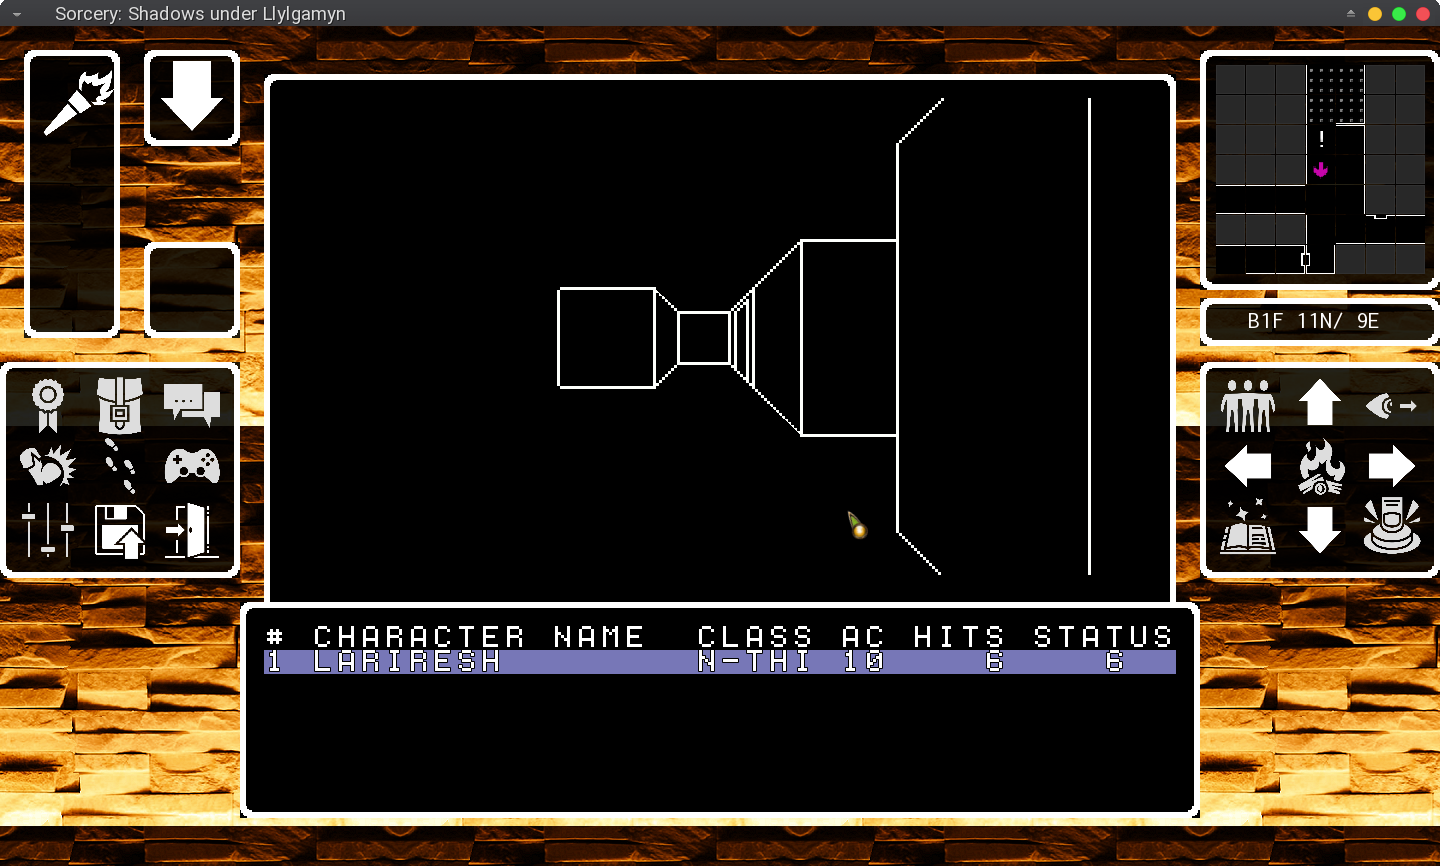 Sorcery: Shadows under Llylgamyn
!
B1F 11N/ 9E
# CHARACTER NAME CLASS AC HITS STATUS
1 LARIRESH N-THI 10 6 6